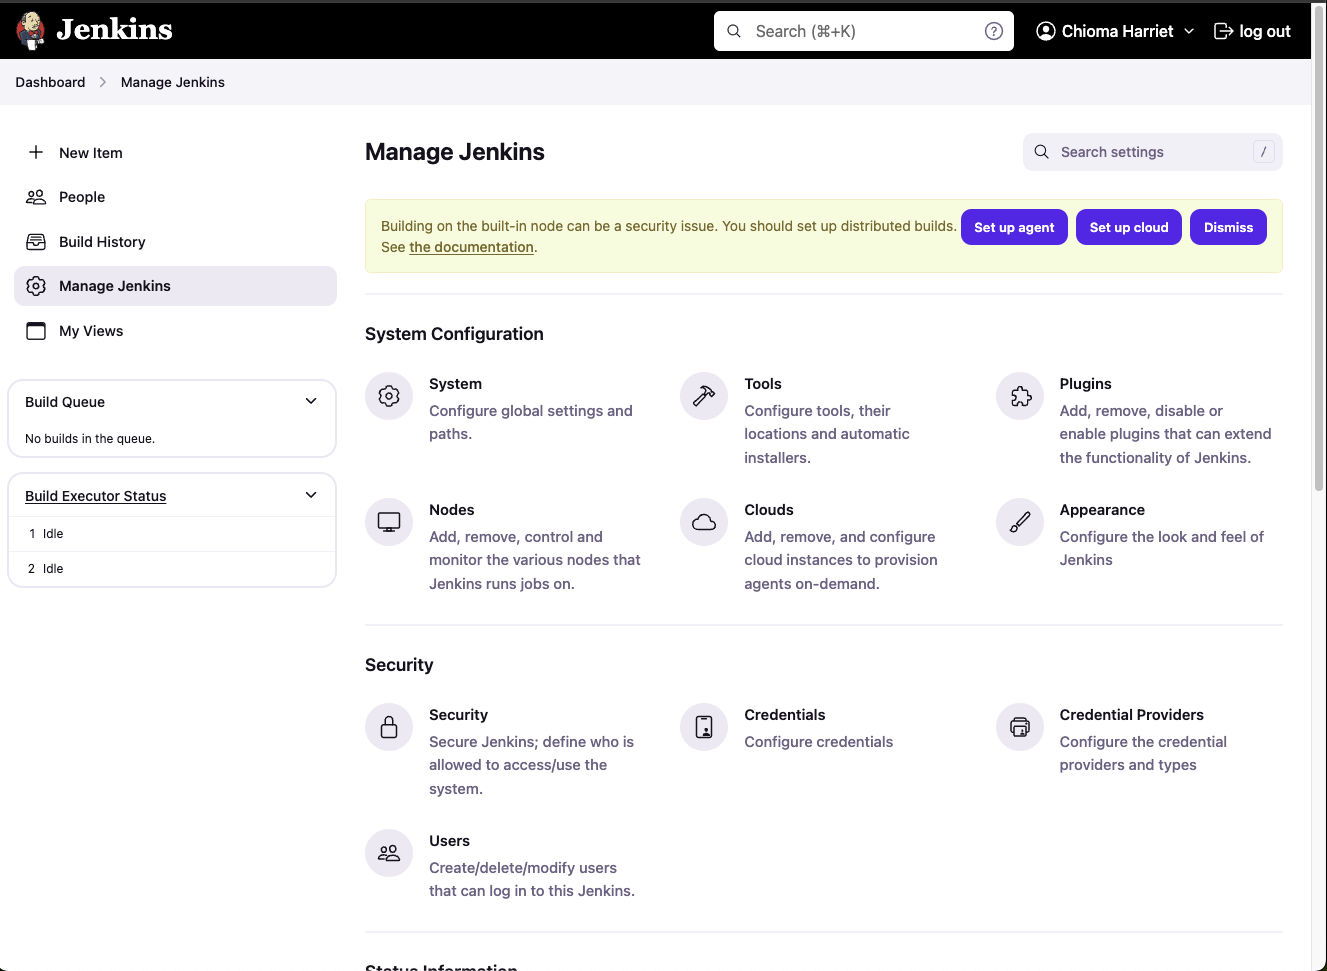 Jenkins
Search (⌘+K)
?
Chioma Harriet
log out
Dashboard
Manage Jenkins
New Item
People
Build History
Manage Jenkins
My Views
Build Queue
No builds in the queue.
Build Executor Status
1 Idle
2 Idle
Manage Jenkins
Search settings
/
Building on the built-in node can be a security issue. You should set up distributed builds.
See the documentation.
Set up agent
Set up cloud
Dismiss
System Configuration
System
Configure global settings and
paths.
Tools
Configure tools, their
locations and automatic
installers.
Plugins
Add, remove, disable or
enable plugins that can extend
the functionality of Jenkins.
Nodes
Add, remove, control and
monitor the various nodes that
Jenkins runs jobs on.
Clouds
Add, remove, and configure
cloud instances to provision
agents on-demand.
Appearance
Configure the look and feel of
Jenkins
Security
Security
Secure Jenkins; define who is
allowed to access/use the
system.
Credentials
Configure credentials
Credential Providers
Configure the credential
providers and types
Users
Create/delete/modify users
that can log in to this Jenkins.
Status Information